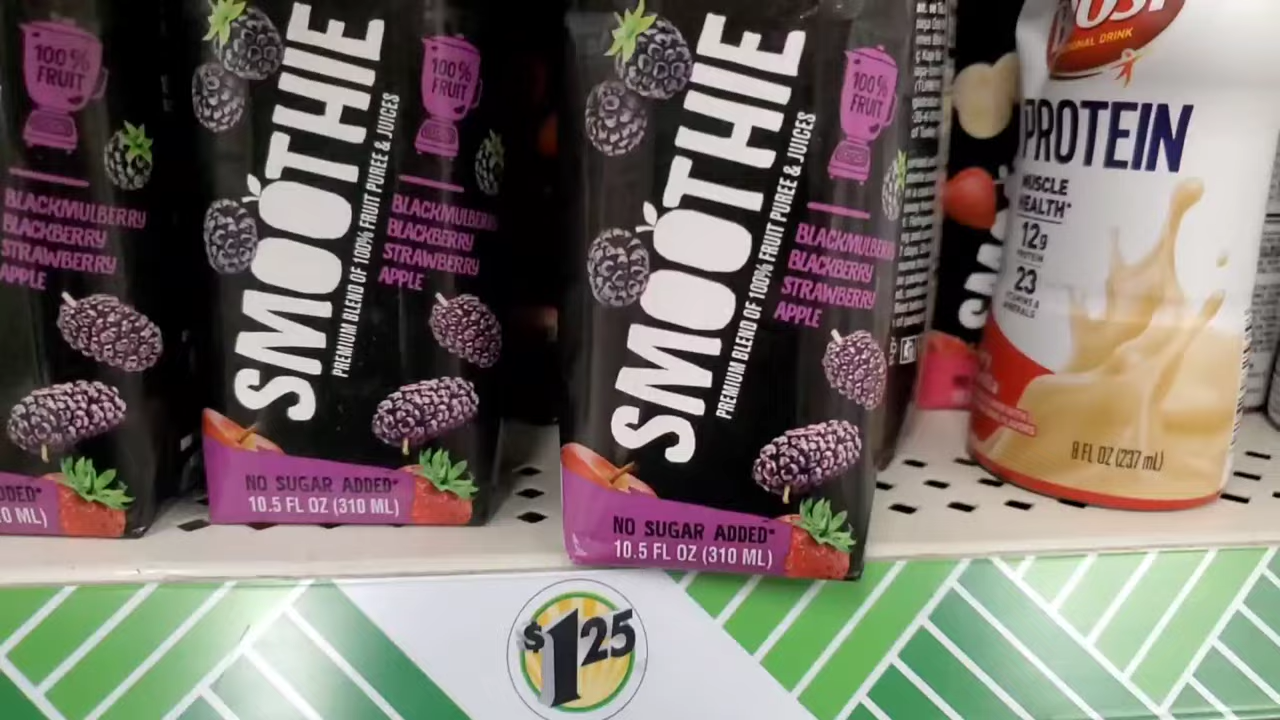 100%
FRUIT
BLACKMULBERRY
BLACKBERRY
STRAWBERRY
APPLE
SMOOTHIE
PREMIUM BLEND OF 100% FRUIT PUREE & JUICES
100%
FRUIT
BLACKMULBERRY
BLACKBERRY
STRAWBERRY
APPLE
NO SUGAR ADDED*
10.5 FL OZ (310 ML)
SMOOTHIE
PREMIUM BLEND OF 100% FRUIT PUREE & JUICES
100%
FRUIT
BLACKMULBERRY
BLACKBERRY
STRAWBERRY
APPLE
NO SUGAR ADDED*
10.5 FL OZ (310 ML)
PROTEIN
MUSCLE
HEALTH*
12g
PROTEIN
23
VITAMINS &
MINERALS
8 FL OZ (237 mL)
$1.25